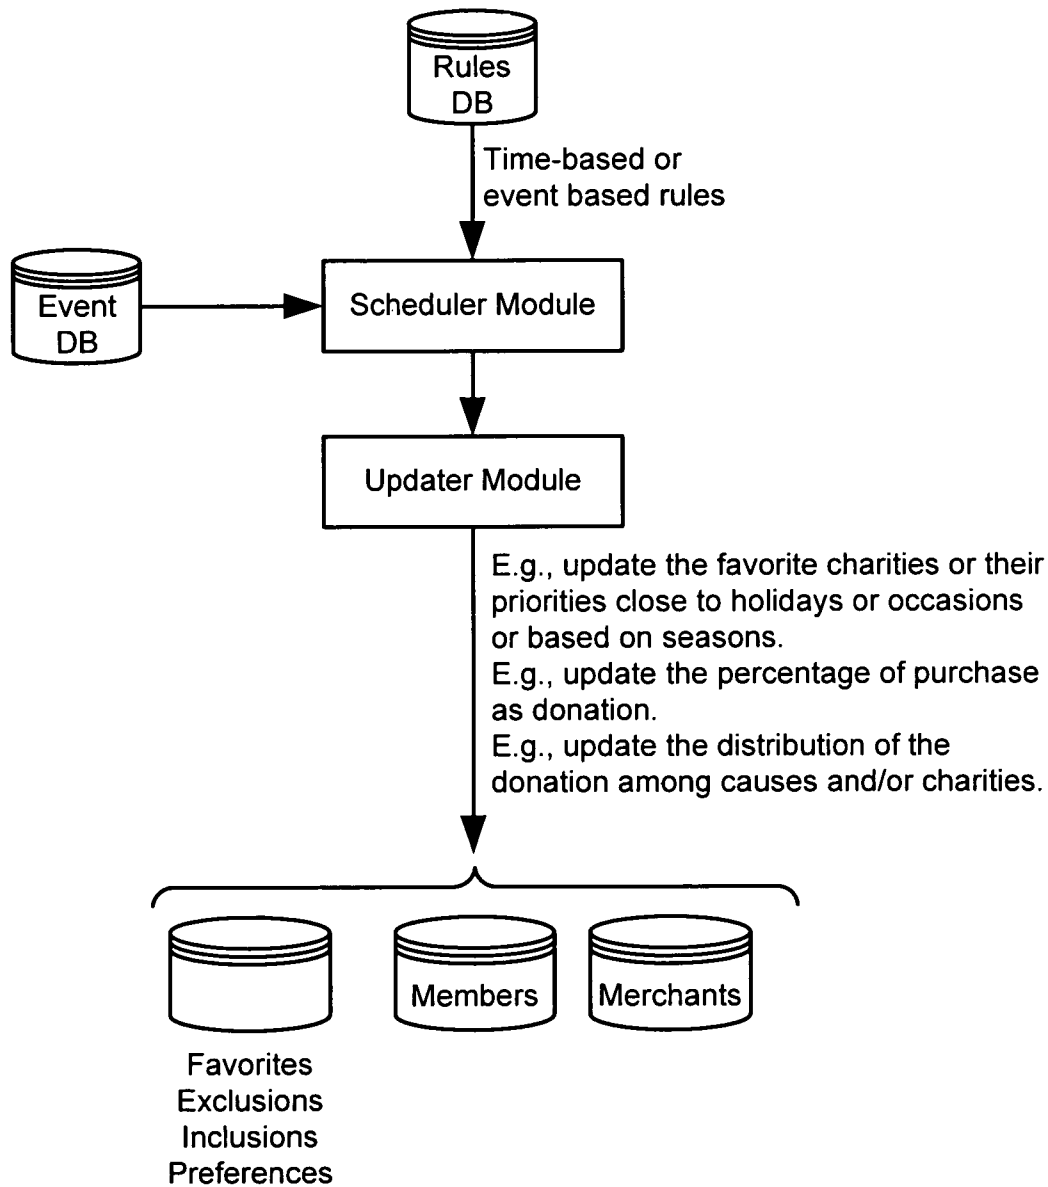 Rules
DB
Time-based or
event based rules
Event
DB
Scheduler Module
Updater Module
E.g., update the favorite charities or their
priorities close to holidays or occasions
or based on seasons.
E.g., update the percentage of purchase
as donation.
E.g., update the distribution of the
donation among causes and/or charities.
Members
Merchants
Favorites
Exclusions
Inclusions
Preferences